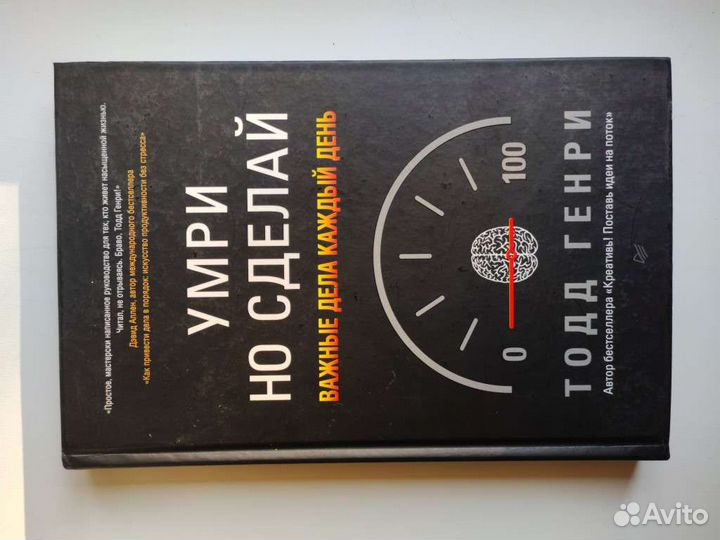 «Простое, мастерски написанное руководство для тех, кто живет насыщенной жизнью.
Читал, не отрываясь. Браво, Тодд Генри!»
Дэвид Аллен, автор международного бестселлера
«Как привести дела в порядок: искусство продуктивности без стресса»
УМРИ
НО СДЕЛАЙ
ВАЖНЫЕ ДЕЛА КАЖДЫЙ ДЕНЬ
0 100
ТОДД ГЕНРИ
Автор бестселлера «Креативь! Поставь идеи на поток»
Avito